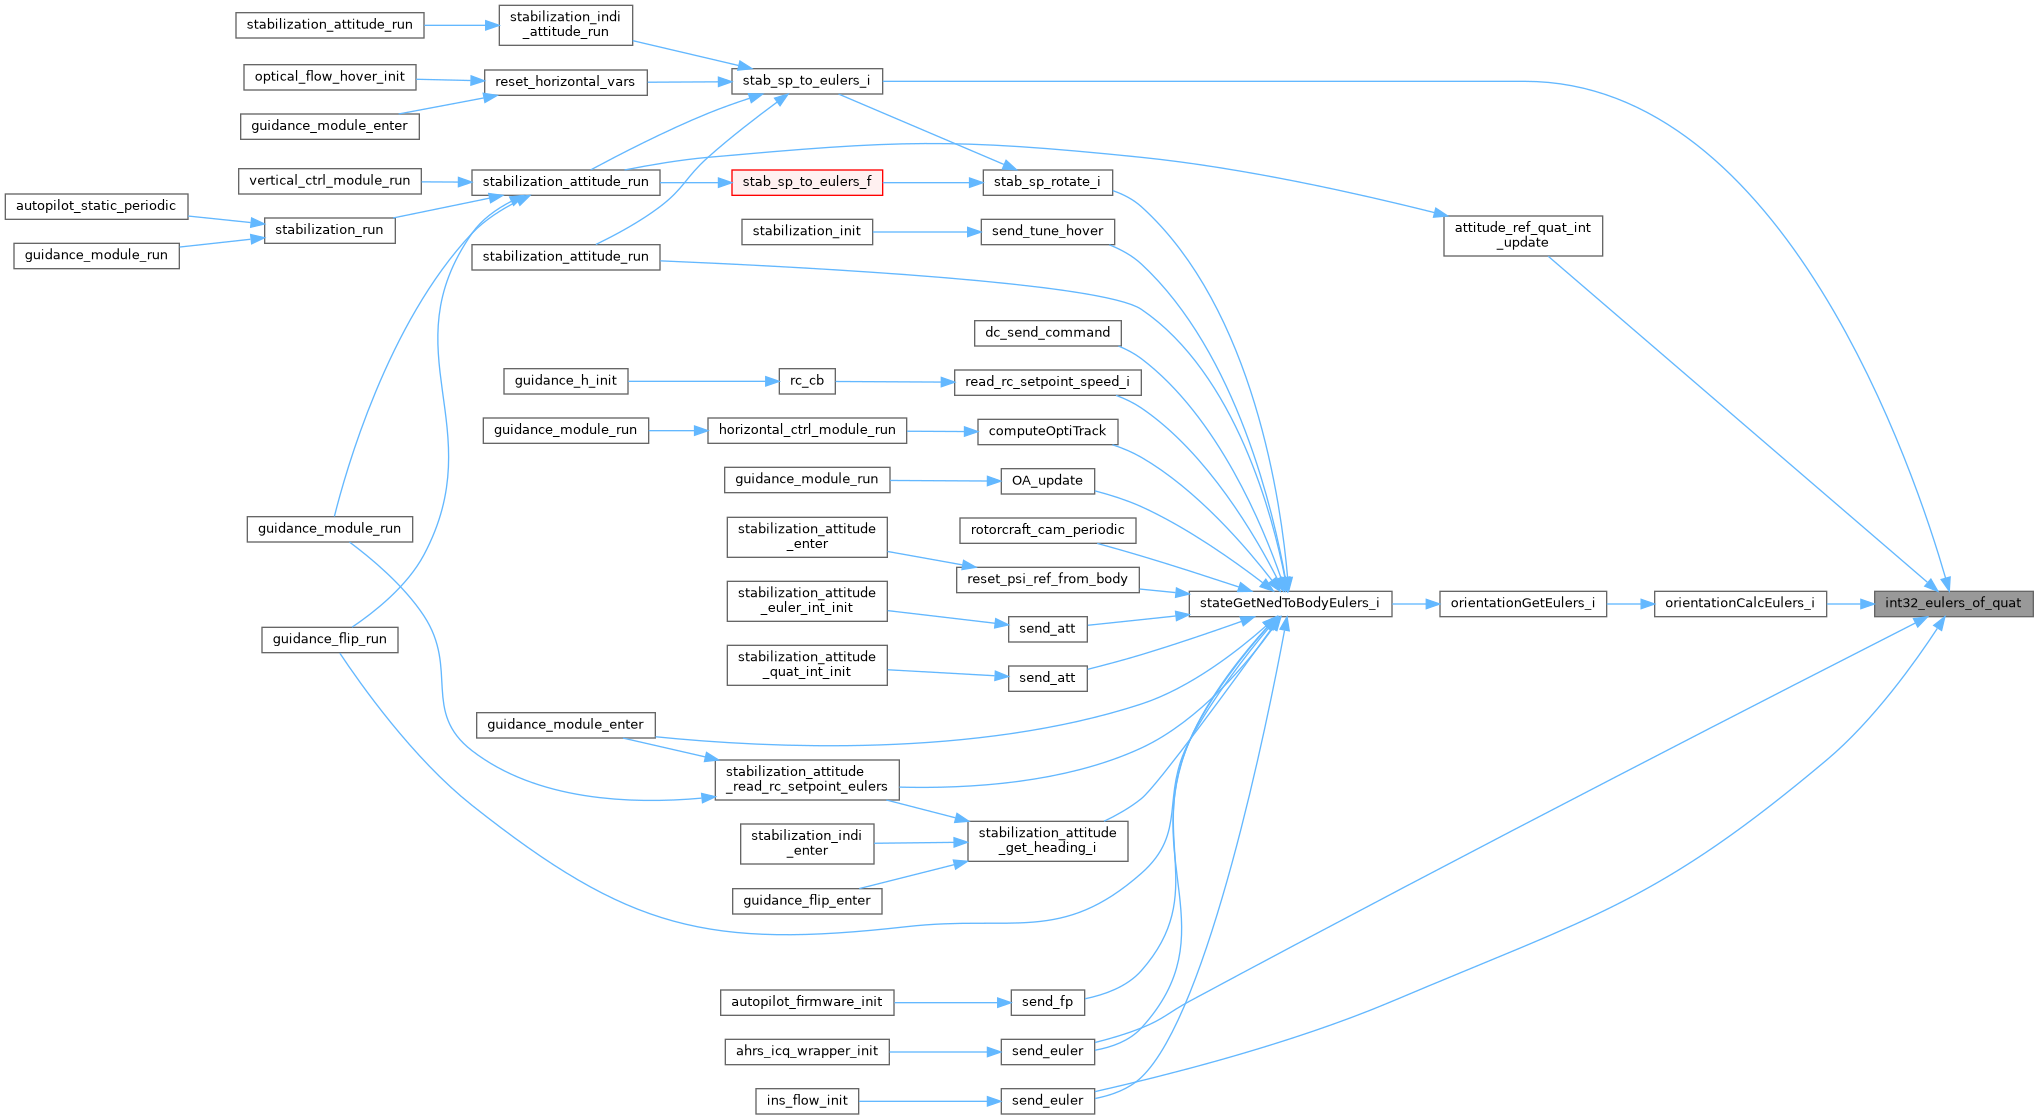 stabilization_attitude_run
stabilization_indi
_attitude_run
optical_flow_hover_init
reset_horizontal_vars
stab_sp_to_eulers_i
guidance_module_enter
vertical_ctrl_module_run
stabilization_attitude_run
stab_sp_to_eulers_f
stab_sp_rotate_i
autopilot_static_periodic
stabilization_run
stabilization_init
send_tune_hover
attitude_ref_quat_int
_update
guidance_module_run
stabilization_attitude_run
dc_send_command
guidance_h_init
rc_cb
read_rc_setpoint_speed_i
guidance_module_run
horizontal_ctrl_module_run
computeOptiTrack
guidance_module_run
OA_update
guidance_module_run
stabilization_attitude
_enter
rotorcraft_cam_periodic
reset_psi_ref_from_body
stabilization_attitude
_euler_int_init
send_att
stateGetNedToBodyEulers_i
orientationGetEulers_i
orientationCalcEulers_i
int32_eulers_of_quat
guidance_flip_run
stabilization_attitude
_quat_int_init
send_att
guidance_module_enter
stabilization_attitude
_read_rc_setpoint_eulers
stabilization_indi
_enter
stabilization_attitude
_get_heading_i
guidance_flip_enter
autopilot_firmware_init
send_fp
ahrs_icq_wrapper_init
send_euler
ins_flow_init
send_euler